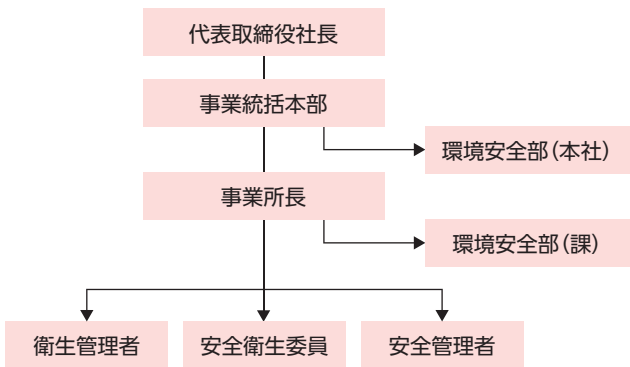 代表取締役社長
事業統括本部
環境安全部(本社)
事業所長
環境安全部(課)
衛生管理者
安全衛生委員
安全管理者